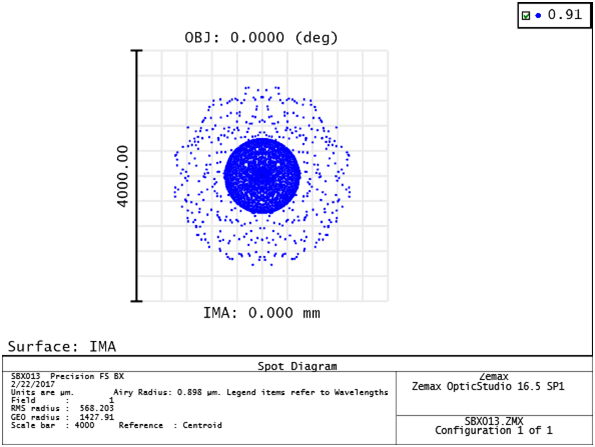 0.91
OBJ: 0.0000 (deg)
4000.00
IMA: 0.000 mm
Surface: IMA
Spot Diagram
SBX013 Precision FS BX
2/22/2017
Units are µm. Airy Radius: 0.898 µm. Legend items refer to Wavelengths
Field : 1
RMS radius : 568.203
GEO radius : 1427.91
Scale bar : 4000 Reference : Centroid
Zemax
Zemax OpticStudio 16.5 SP1
SBX013.ZMX
Configuration 1 of 1